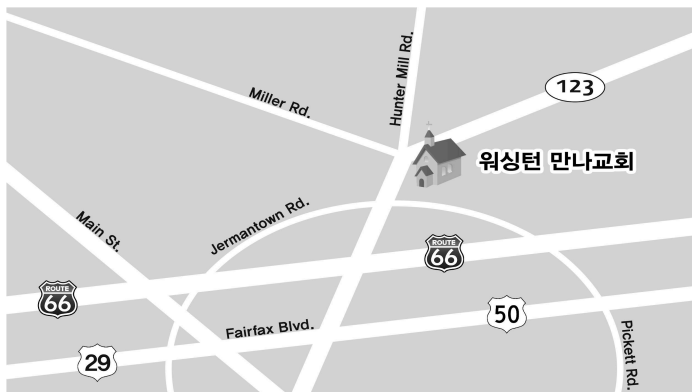 Hunter Mill Rd.
Miller Rd.
123
워싱턴 만나교회
Jermantown Rd.
Main St.
ROUTE
66
ROUTE
66
50
Fairfax Blvd.
29
Pickett Rd.